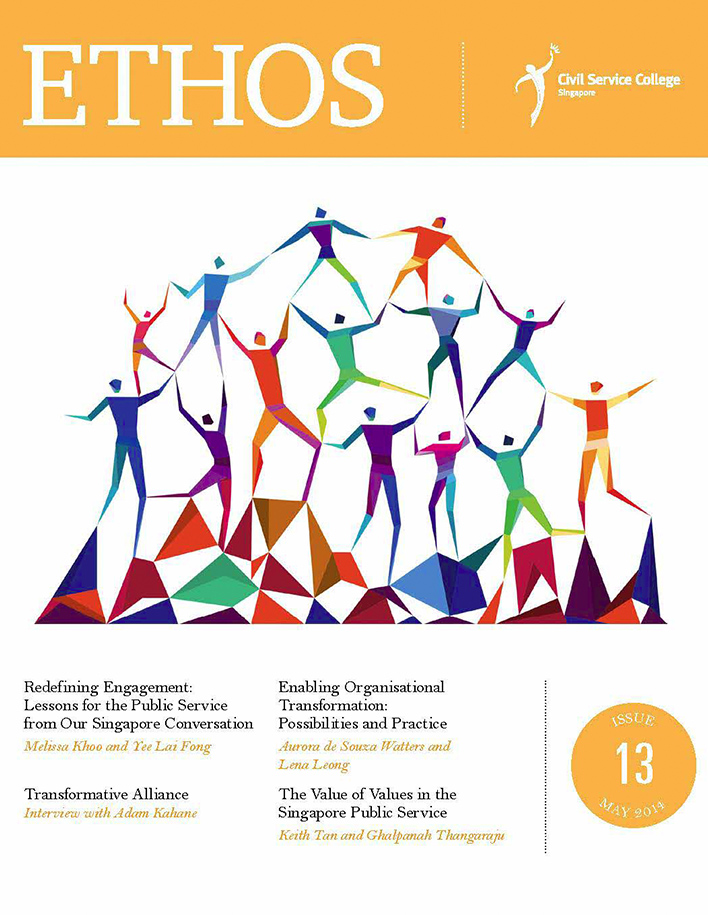 ETHOS
Civil Service College
Singapore
Redefining Engagement:
Lessons for the Public Service
from Our Singapore Conversation
Melissa Khoo and Yee Lai Fong
Transformative Alliance
Interview with Adam Kahane
Enabling Organisational
Transformation:
Possibilities and Practice
Aurora de Souza Watters and
Lena Leong
The Value of Values in the
Singapore Public Service
Keith Tan and Ghalpanah Thangaraju
ISSUE
13
MAY 2014